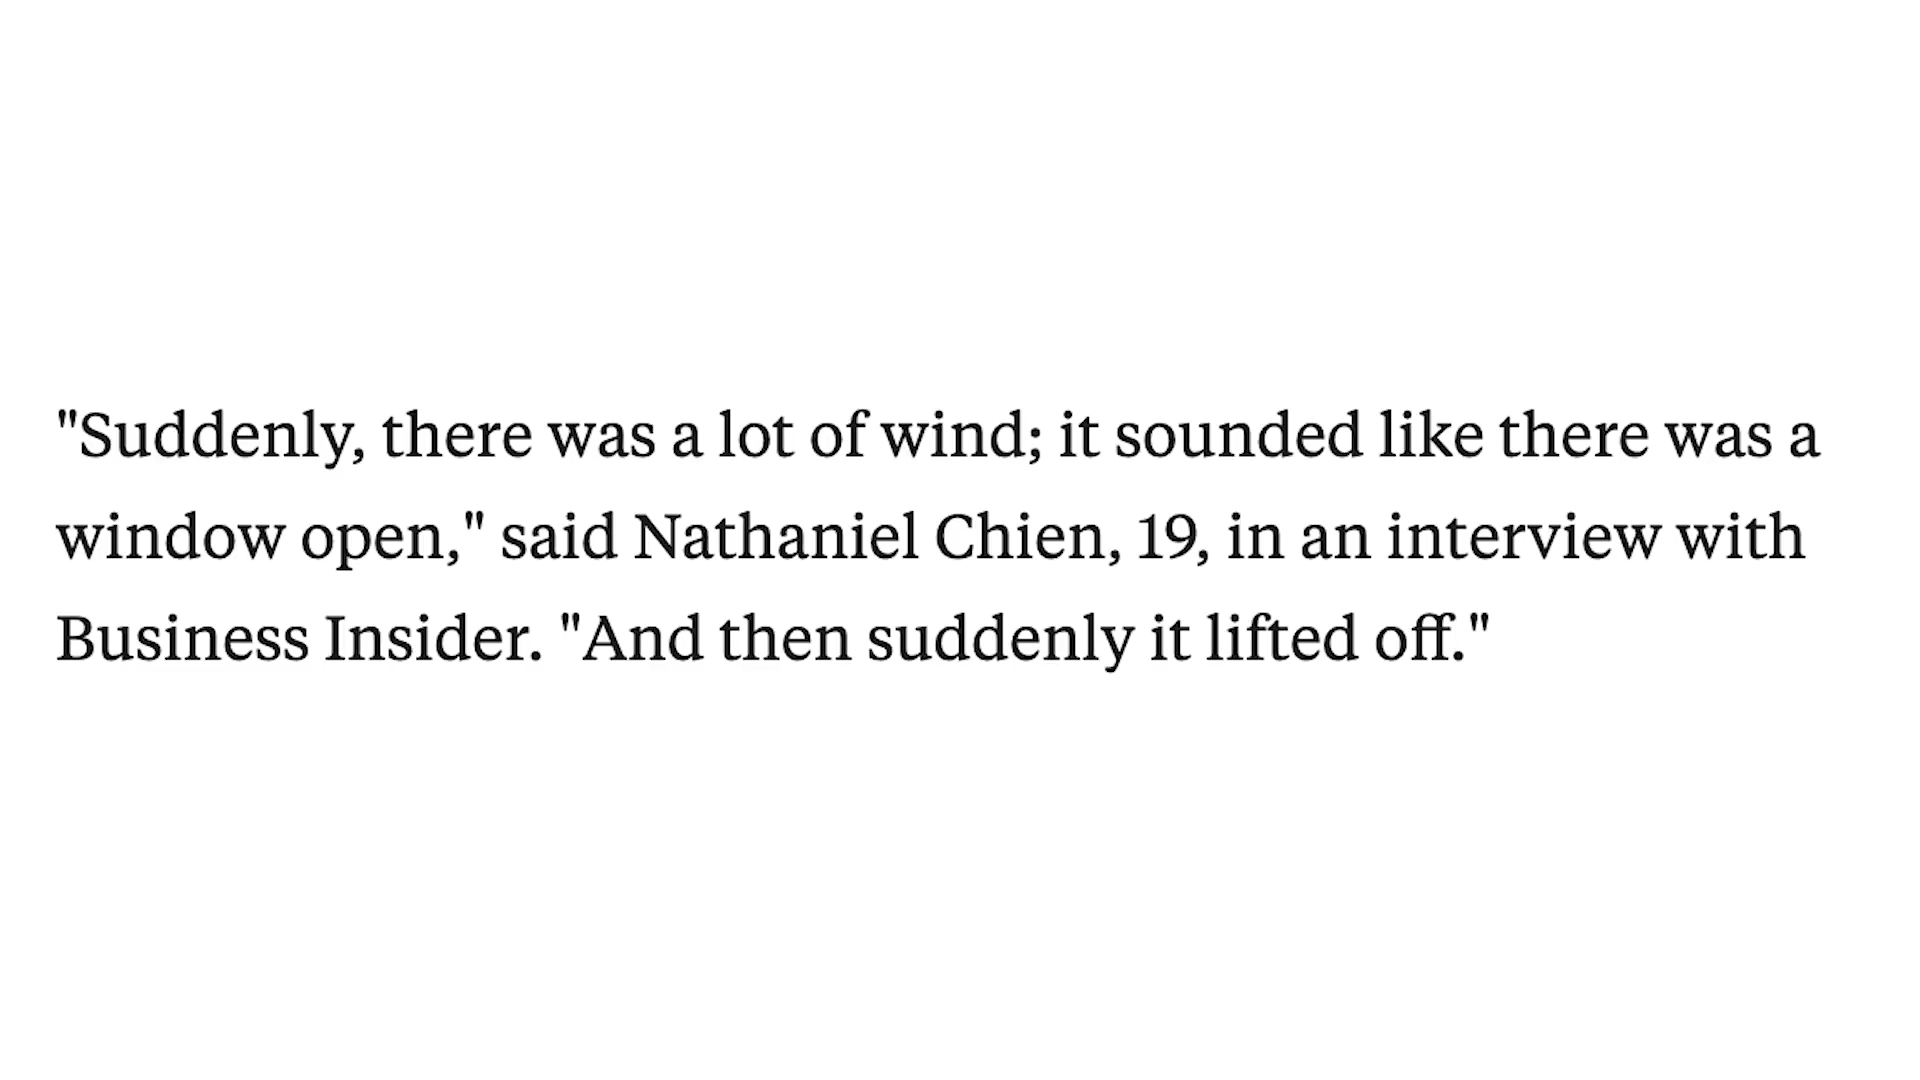 "Suddenly, there was a lot of wind; it sounded like there was a
window open," said Nathaniel Chien, 19, in an interview with
Business Insider. "And then suddenly it lifted off."